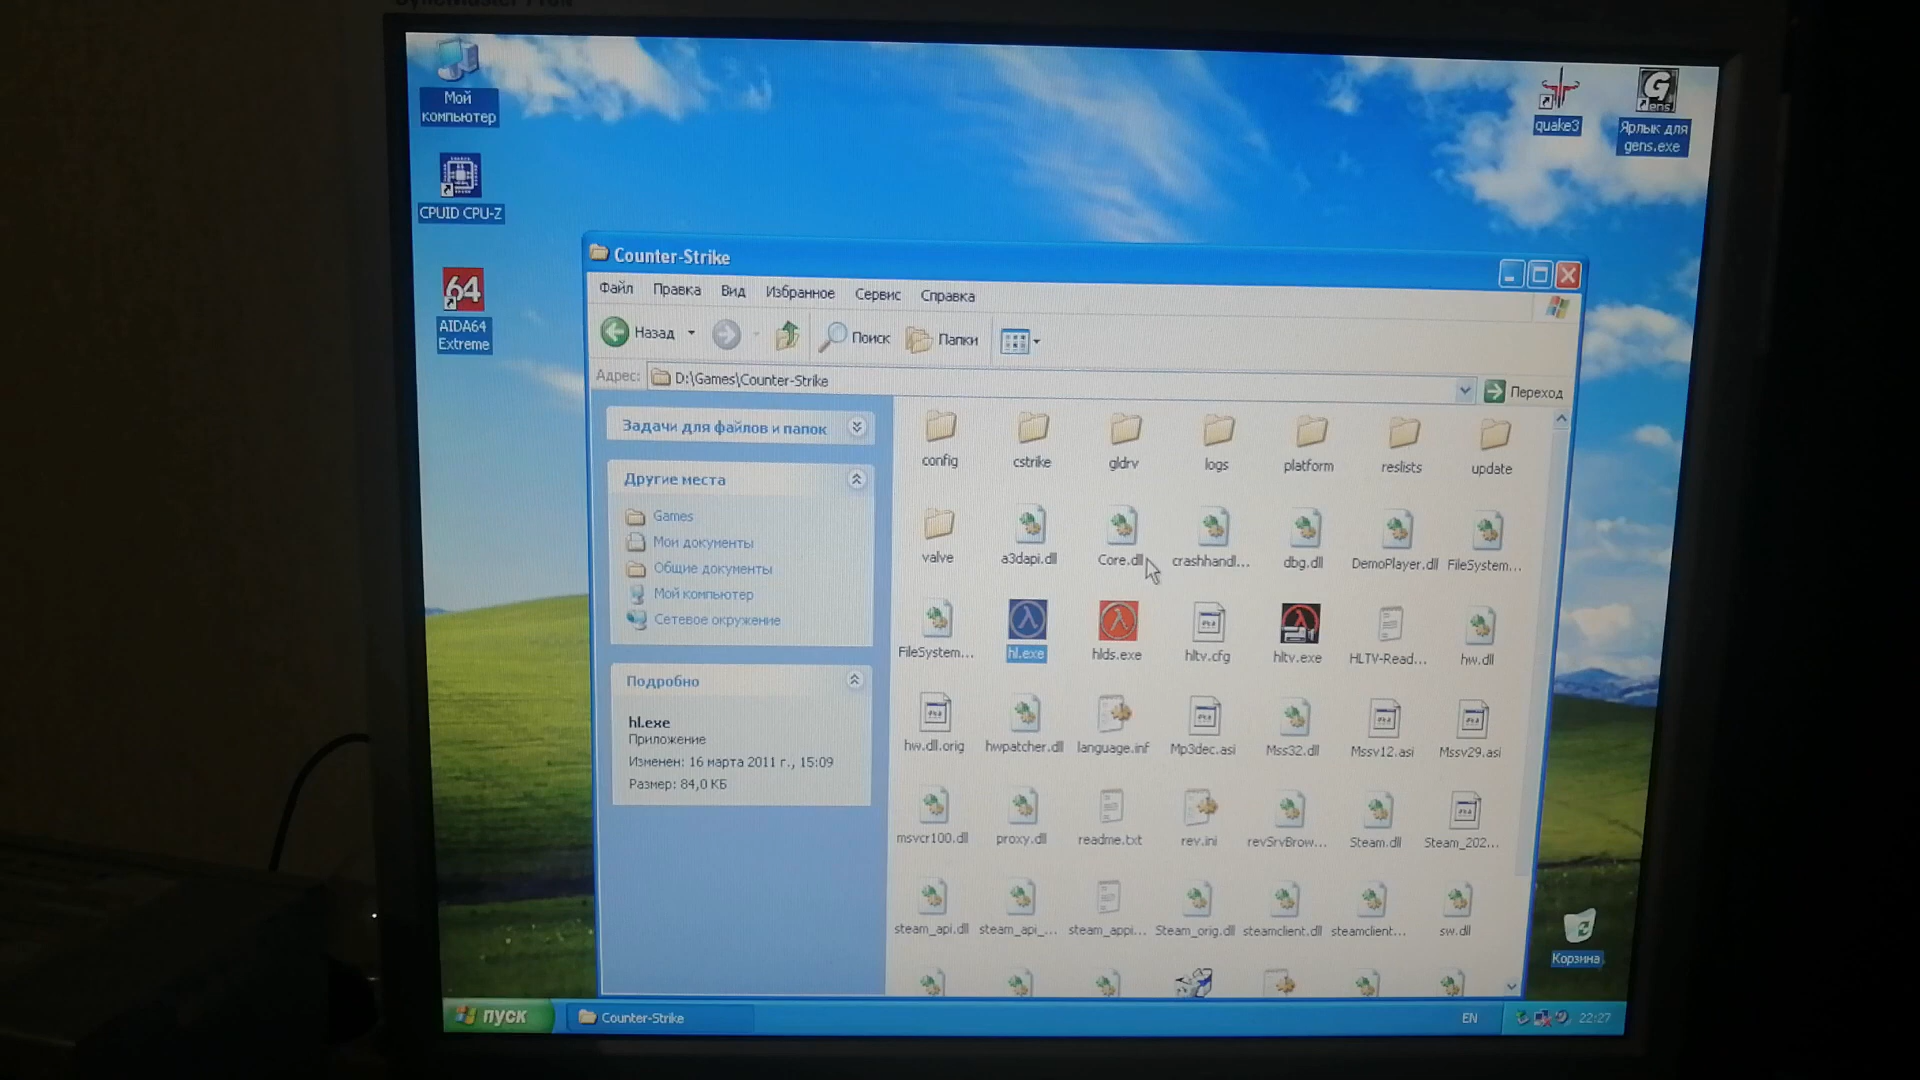 Мой
компьютер
CPUID CPU-Z
64
AIDA64
Extreme
quake3
G
ens
Ярлык для
gens.exe
Counter-Strike
Файл Правка Вид Избранное Сервис Справка
Назад Поиск Папки
Адрес: D:\Games\Counter-Strike Переход
Задачи для файлов и папок
Другие места
Games
Мои документы
Общие документы
Мой компьютер
Сетевое окружение
Подробно
hl.exe
Приложение
Изменен: 16 марта 2011 г., 15:09
Размер: 84,0 КБ
config cstrike gldrv logs platform reslists update
valve a3dapi.dll Core.dll crashhandl... dbg.dll DemoPlayer.dll FileSystem...
FileSystem... hl.exe hlds.exe hltv.cfg hltv.exe HLTV-Read... hw.dll
hw.dll.orig hwpatcher.dll language.inf Mp3dec.asi Mss32.dll Mssv12.asi Mssv29.asi
msvcr100.dll proxy.dll readme.txt rev.ini revSrvBrow... Steam.dll Steam_202...
steam_api.dll steam_api_... steam_appi... Steam_orig.dll steamclient.dll steamclient... sw.dll
Корзина
пуск Counter-Strike EN 22:27